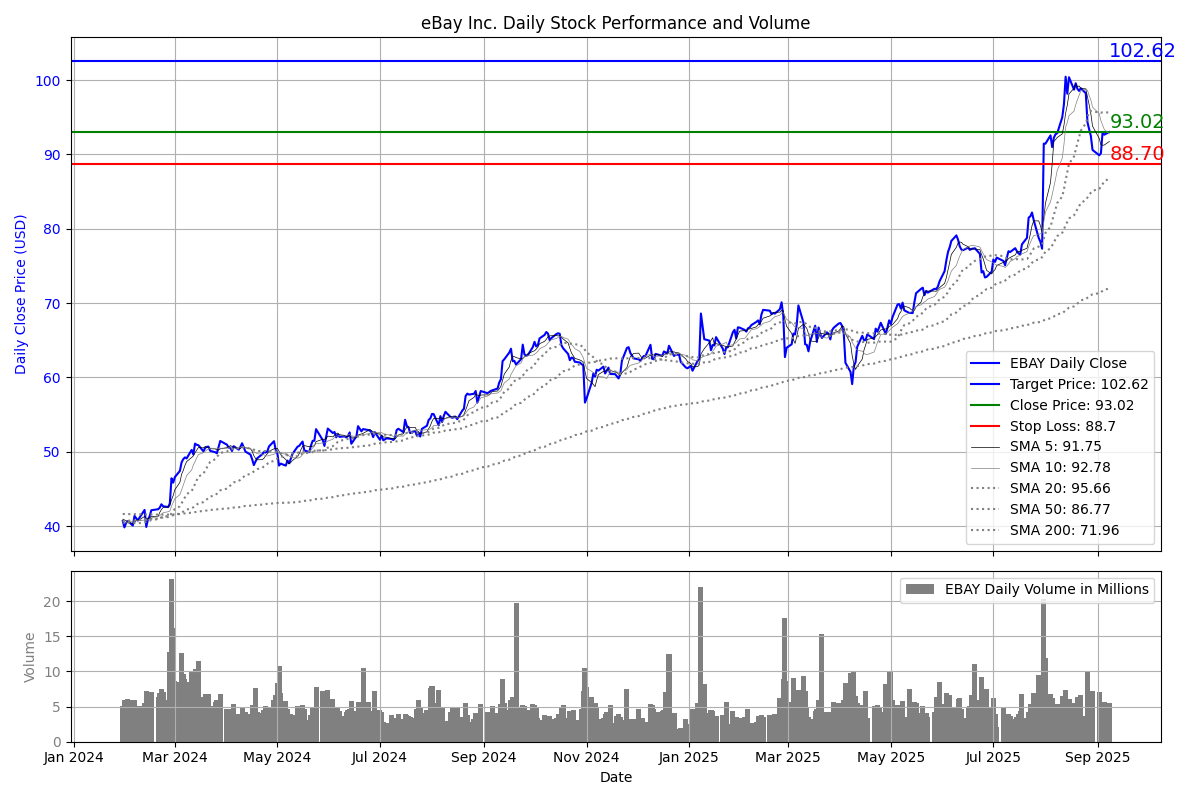 eBay Inc. Daily Stock Performance and Volume
102.62
100
93.02
90
88.70
80
70
60
50
40
Daily Close Price (USD)
EBAY Daily Close
Target Price: 102.62
Close Price: 93.02
Stop Loss: 88.7
SMA 5: 91.75
SMA 10: 92.78
SMA 20: 95.66
SMA 50: 86.77
SMA 200: 71.96
EBAY Daily Volume in Millions
20
15
10
5
0
Volume
Jan 2024 Mar 2024 May 2024 Jul 2024 Sep 2024 Nov 2024 Jan 2025 Mar 2025 May 2025 Jul 2025 Sep 2025
Date